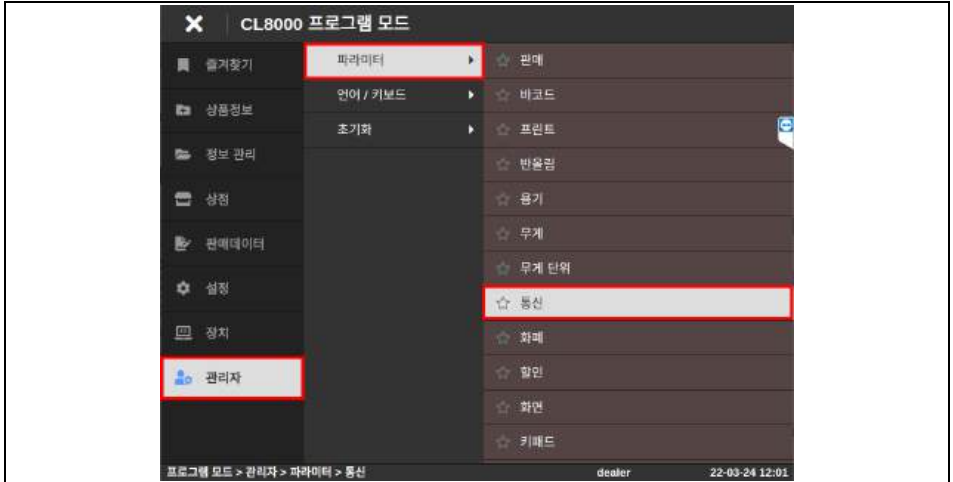 CL8000 프로그램 모드
즐겨찾기
상품정보
정보 관리
상점
판매데이터
설정
장치
관리자
파라미터
언어 / 키보드
초기화
판매
바코드
프린트
반올림
용기
무게
무게 단위
통신
화폐
할인
화면
키패드
프로그램 모드 > 관리자 > 파라미터 > 통신 dealer 22-03-24 12:01